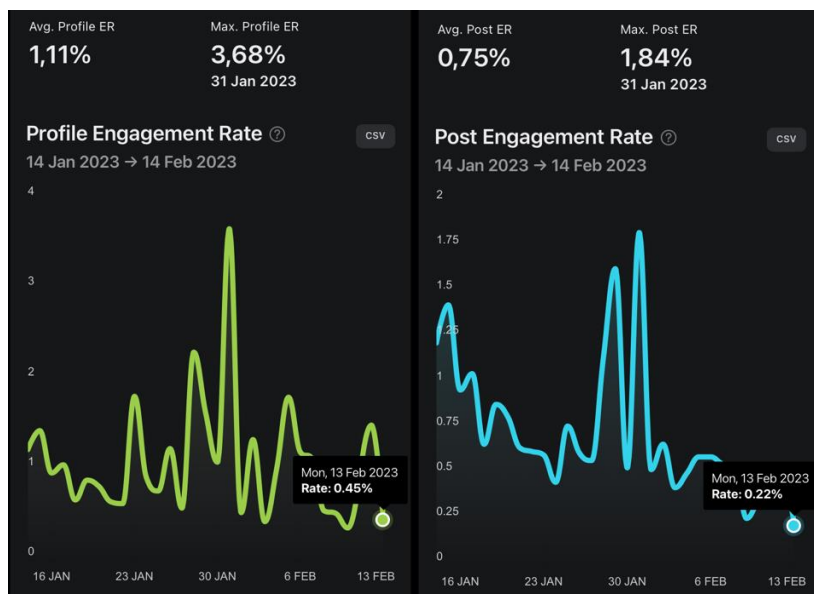 Avg. Profile ER
Max. Profile ER
1,11%
3,68%
31 Jan 2023
Profile Engagement Rate ?
CSV
14 Jan 2023 → 14 Feb 2023
4
3
2
1
0
Mon, 13 Feb 2023
Rate: 0.45%
16 JAN
23 JAN
30 JAN
6 FEB
13 FEB
Avg. Post ER
Max. Post ER
0,75%
1,84%
31 Jan 2023
Post Engagement Rate ?
CSV
14 Jan 2023 → 14 Feb 2023
2
1.75
1.5
1.25
1
0.75
0.5
0.25
0
Mon, 13 Feb 2023
Rate: 0.22%
16 JAN
23 JAN
30 JAN
6 FEB
13 FEB